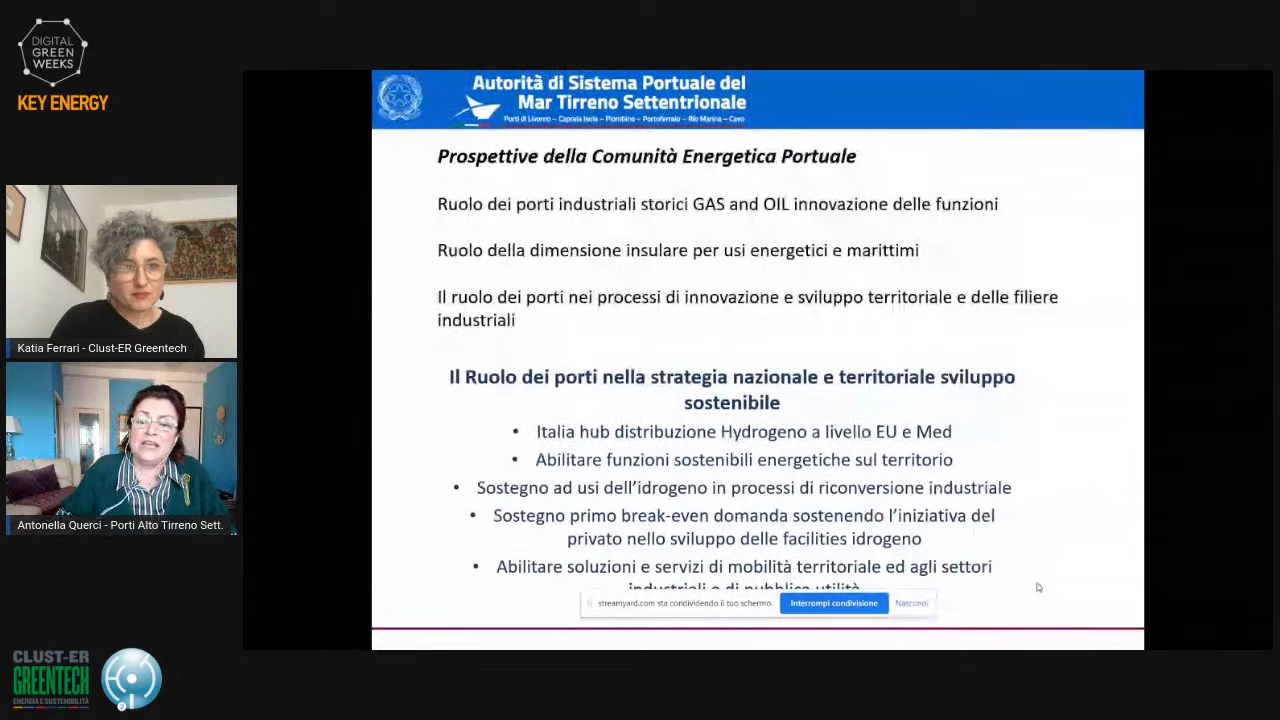 DIGITAL
GREEN
WEEKS
KEY ENERGY
Katia Ferrari - Clust-ER Greentech
Antonella Querci - Porti Alto Tirreno Sett.
CLUST-ER
GREENTECH
ENERGIA E SOSTENIBILITÀ
Autorità di Sistema Portuale del
Mar Tirreno Settentrionale
Porti di Livorno – Capraia Isola – Piombino – Portoferraio – Rio Marina – Cavo
Prospettive della Comunità Energetica Portuale
Ruolo dei porti industriali storici GAS and OIL innovazione delle funzioni
Ruolo della dimensione insulare per usi energetici e marittimi
Il ruolo dei porti nei processi di innovazione e sviluppo territoriale e delle filiere
industriali
Il Ruolo dei porti nella strategia nazionale e territoriale sviluppo
sostenibile
• Italia hub distribuzione Hydrogeno a livello EU e Med
• Abilitare funzioni sostenibili energetiche sul territorio
• Sostegno ad usi dell'idrogeno in processi di riconversione industriale
• Sostegno primo break-even domanda sostenendo l'iniziativa del
privato nello sviluppo delle facilities idrogeno
• Abilitare soluzioni e servizi di mobilità territoriale ed agli settori
industriali e di pubblica utilità
streamyard.com sta condividendo il tuo schermo.
Interrompi condivisione
Nascondi